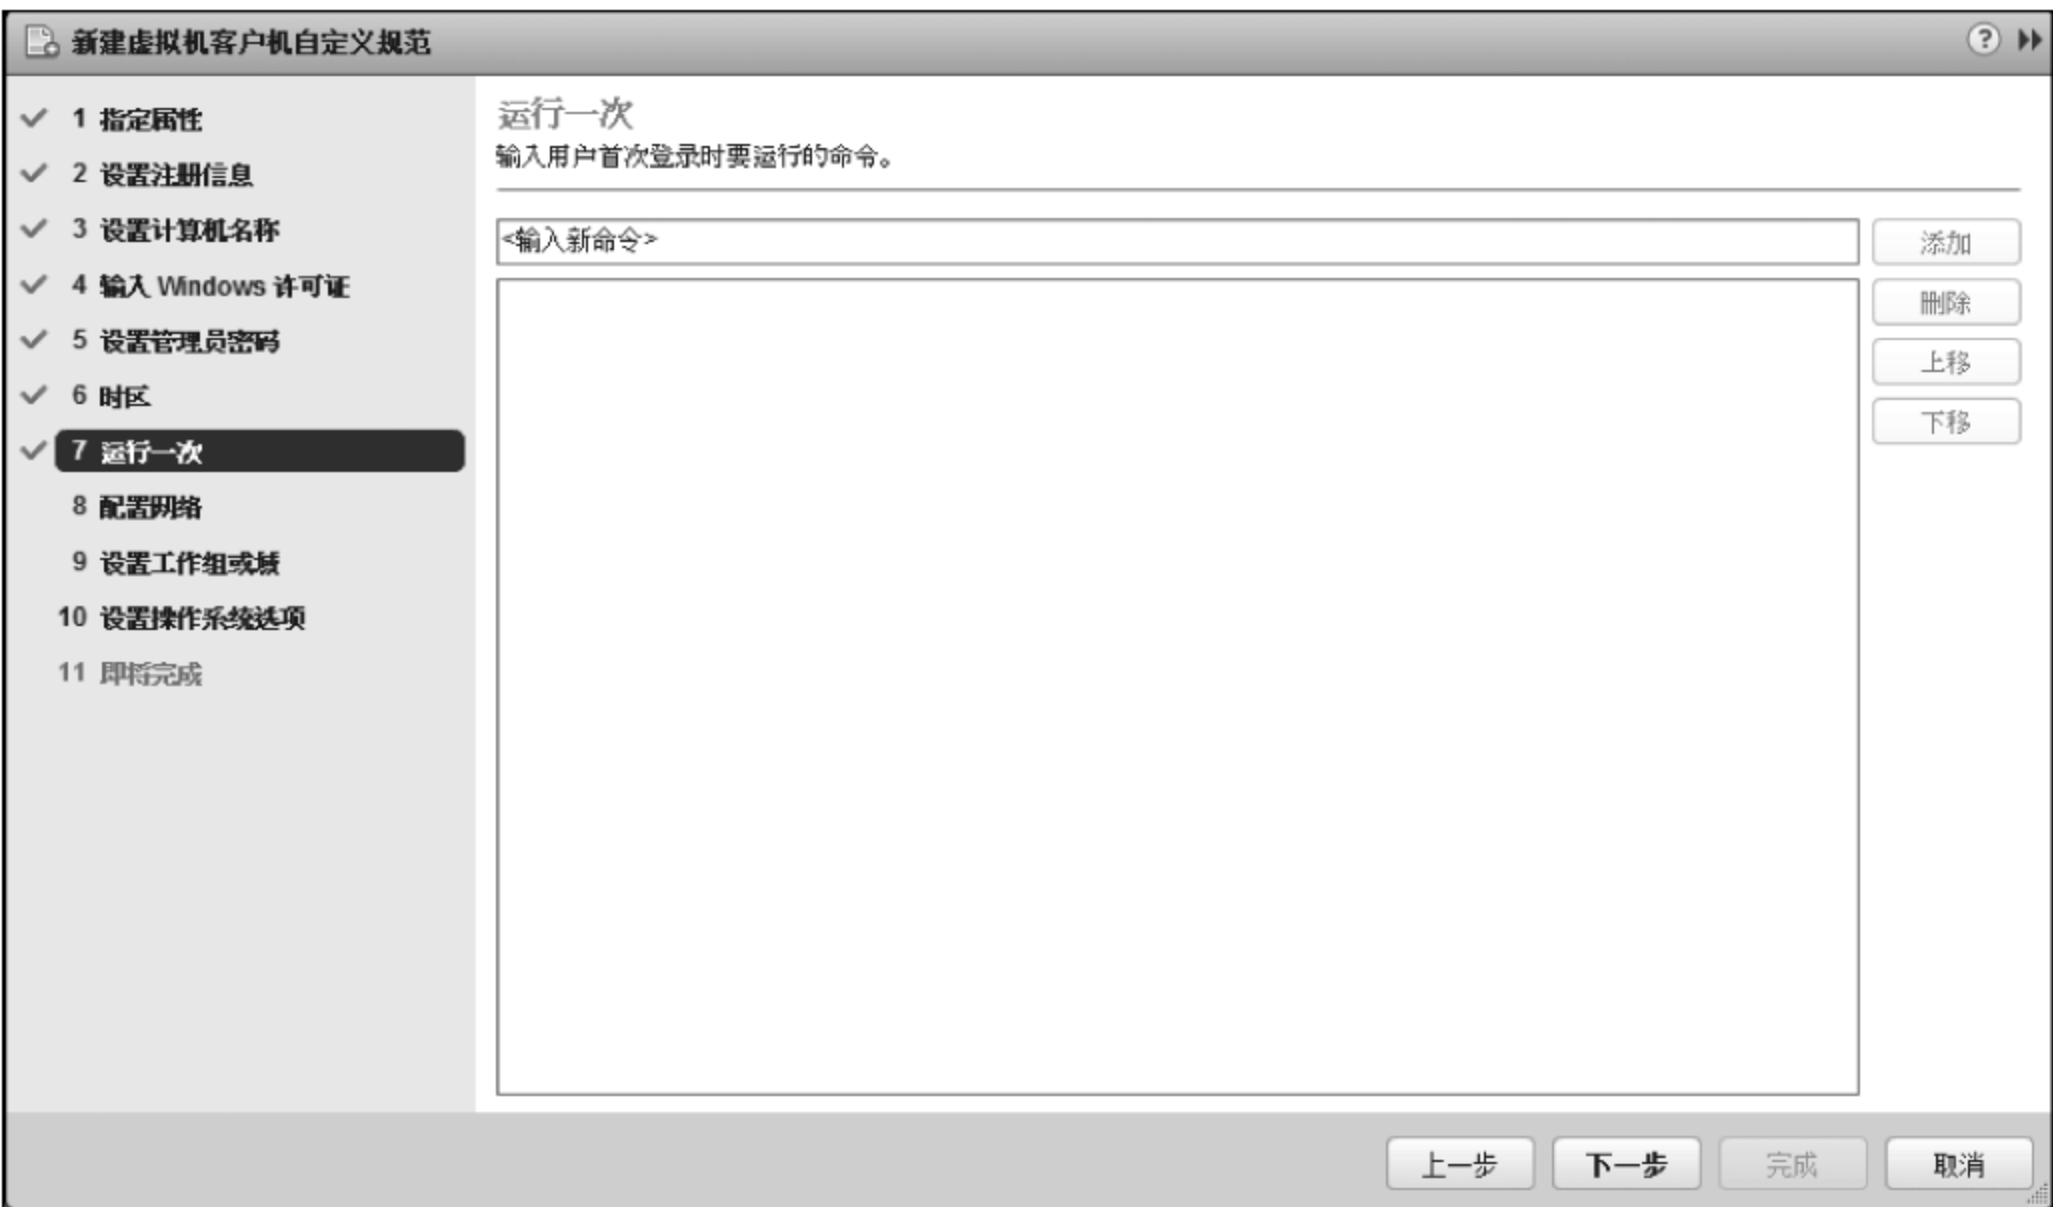 新建虚拟机客户机自定义规范
1 指定属性
2 设置注册信息
3 设置计算机名称
4 输入 Windows 许可证
5 设置管理员密码
6 时区
7 运行一次
8 配置网络
9 设置工作组或域
10 设置操作系统选项
11 即将完成
运行一次
输入用户首次登录时要运行的命令。
<输入新命令>
添加
删除
上移
下移
上一步
下一步
完成
取消